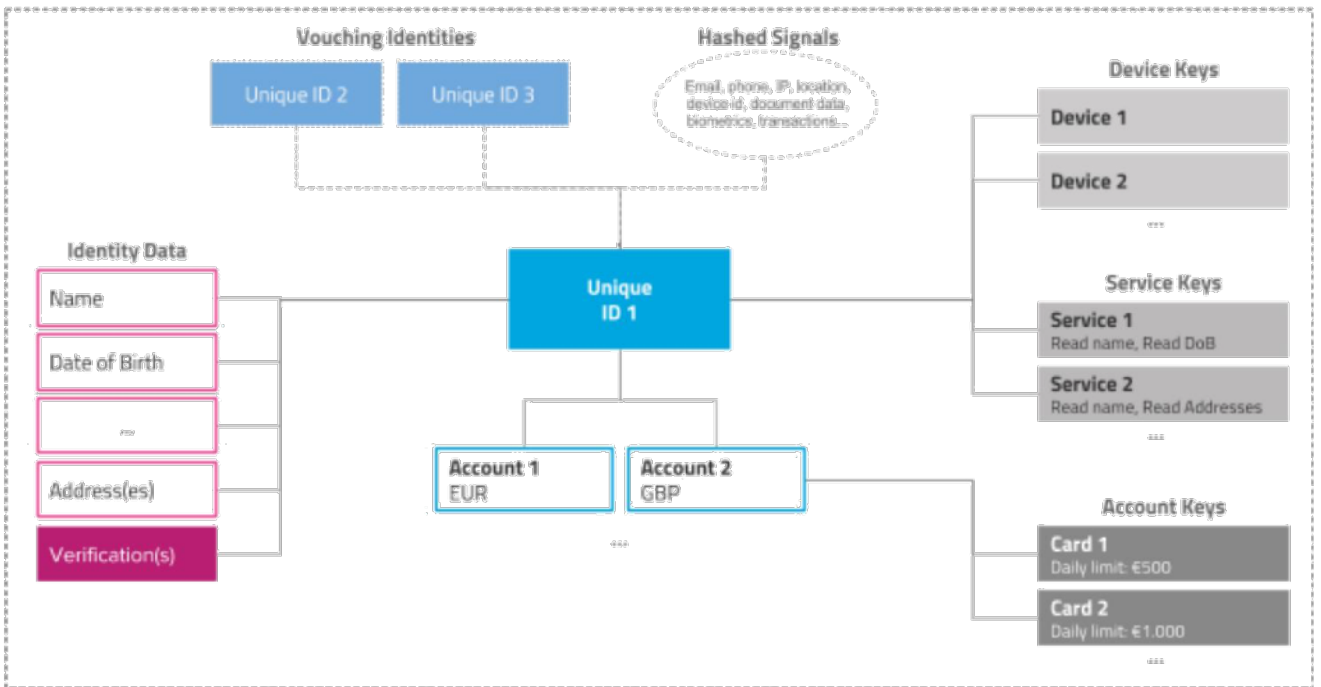 Vouching Identities
Hashed Signals
Unique ID 2
Unique ID 3
Email, phone, IP, location,
device id, document data,
biometrics, transactions...
Device Keys
Device 1
Device 2
...
Identity Data
Name
Date of Birth
...
Address(es)
Verification(s)
Unique
ID 1
Service Keys
Service 1
Read name, Read DoB
Service 2
Read name, Read Addresses
...
Account 1
EUR
Account 2
GBP
...
Account Keys
Card 1
Daily limit: €500
Card 2
Daily limit: €1.000
...